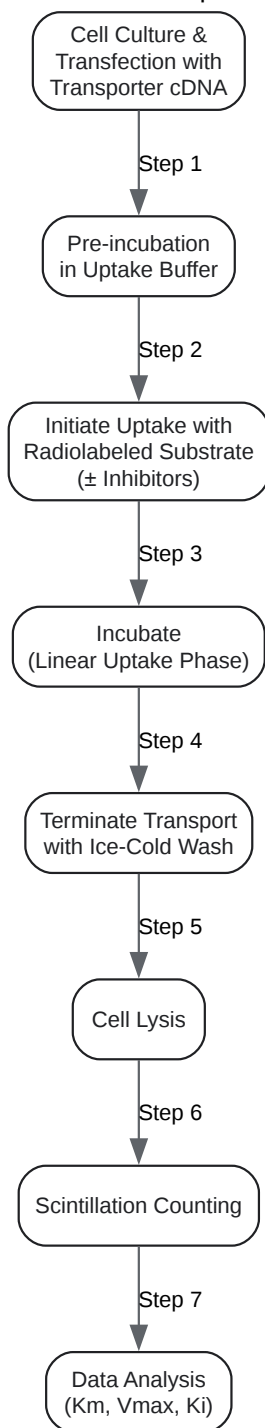 Cell Culture &
Transfection with
Transporter cDNA
Step 1
Pre-incubation
in Uptake Buffer
Step 2
Initiate Uptake with
Radiolabeled Substrate
(± Inhibitors)
Step 3
Incubate
(Linear Uptake Phase)
Step 4
Terminate Transport
with Ice-Cold Wash
Step 5
Cell Lysis
Step 6
Scintillation Counting
Step 7
Data Analysis
(Km, Vmax, Ki)